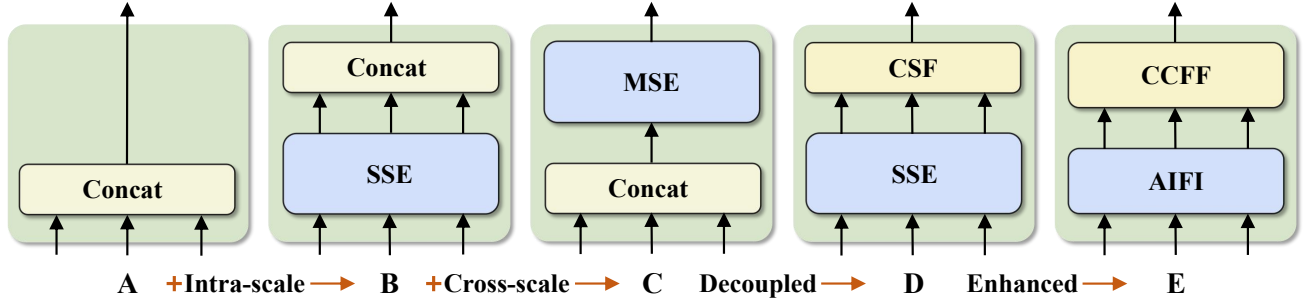 Concat
Concat
SSE
MSE
Concat
CSF
SSE
CCFF
AIFI
A +Intra-scale B +Cross-scale C Decoupled D Enhanced E